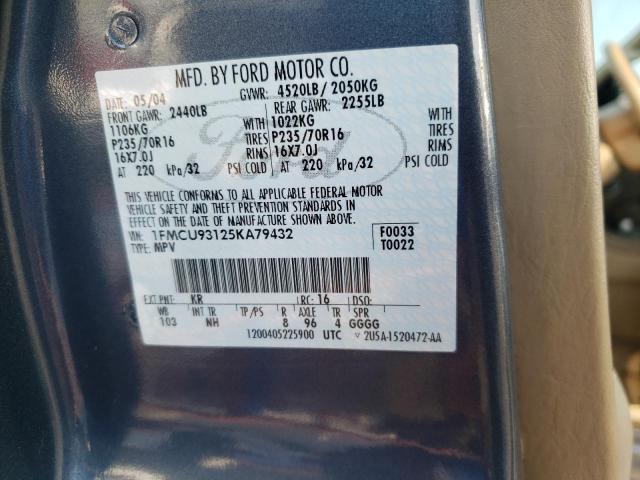 MFD. BY FORD MOTOR CO.
DATE: 05/04 GVWR: 4520LB / 2050KG
FRONT GAWR: 2440LB REAR GAWR: 2255LB
1106KG WITH 1022KG WITH
P235/70R16 TIRES P235/70R16 TIRES
16X7.0J RIMS 16X7.0J RIMS
AT 220 kPa/32 PSI COLD AT 220 kPa/32 PSI COLD
Ford
THIS VEHICLE CONFORMS TO ALL APPLICABLE FEDERAL MOTOR
VEHICLE SAFETY AND THEFT PREVENTION STANDARDS IN
EFFECT ON THE DATE OF MANUFACTURE SHOWN ABOVE.
VIN: 1FMCU93125KA79432 F0033
TYPE: MPV T0022
EXT PNT: KR RC: 16 DSO:
WB INT TR TP/PS R AXLE TR SPR
103 NH 8 96 4 GGGG
1200405225900 UTC ▽ 2U5A-1520472-AA